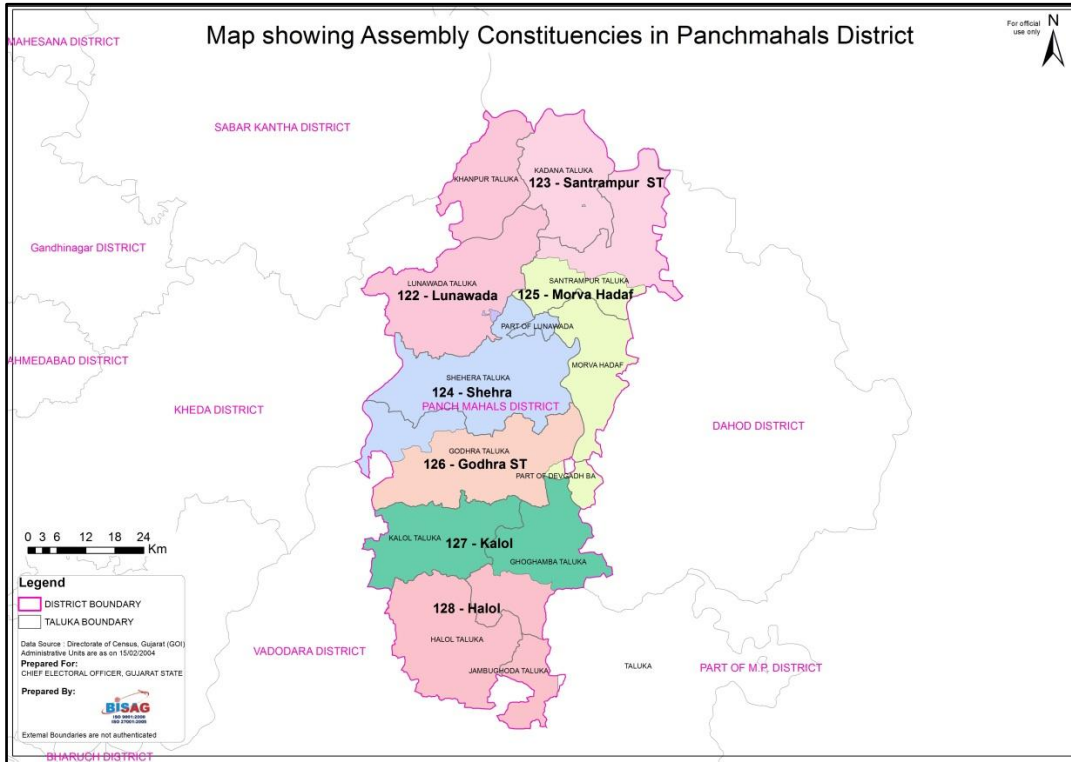 Map showing Assembly Constituencies in Panchmahals District
For official
use only
N
MAHESANA DISTRICT
SABAR KANTHA DISTRICT
KHANPUR TALUKA
KADANA TALUKA
123 - Santrampur ST
Gandhinagar DISTRICT
LUNAWADA TALUKA
122 - Lunawada
SANTRAMPUR TALUKA
125 - Morva Hadaf
PART OF LUNAWADA
AHMEDABAD DISTRICT
MORVA HADAF
SHEHERA TALUKA
124 - Shehra
PANCH MAHALS DISTRICT
KHEDA DISTRICT
DAHOD DISTRICT
GODHRA TALUKA
126 - Godhra ST
PART OF DEVGADH BA
KALOL TALUKA
127 - Kalol
GHOGHAMBA TALUKA
0 3 6 12 18 24
Km
128 - Halol
HALOL TALUKA
JAMBUGHODA TALUKA
VADODARA DISTRICT
TALUKA
PART OF M.P, DISTRICT
Legend
DISTRICT BOUNDARY
TALUKA BOUNDARY
Data Source : Directorate of Census, Gujarat (GOI)
Administrative Units are as on 15/02/2004
Prepared For:
CHIEF ELECTORAL OFFICER, GUJARAT STATE
Prepared By:
BISAG
ISO 9001:2008
ISO 27001:2005
External Boundaries are not authenticated
BHARUCH DISTRICT